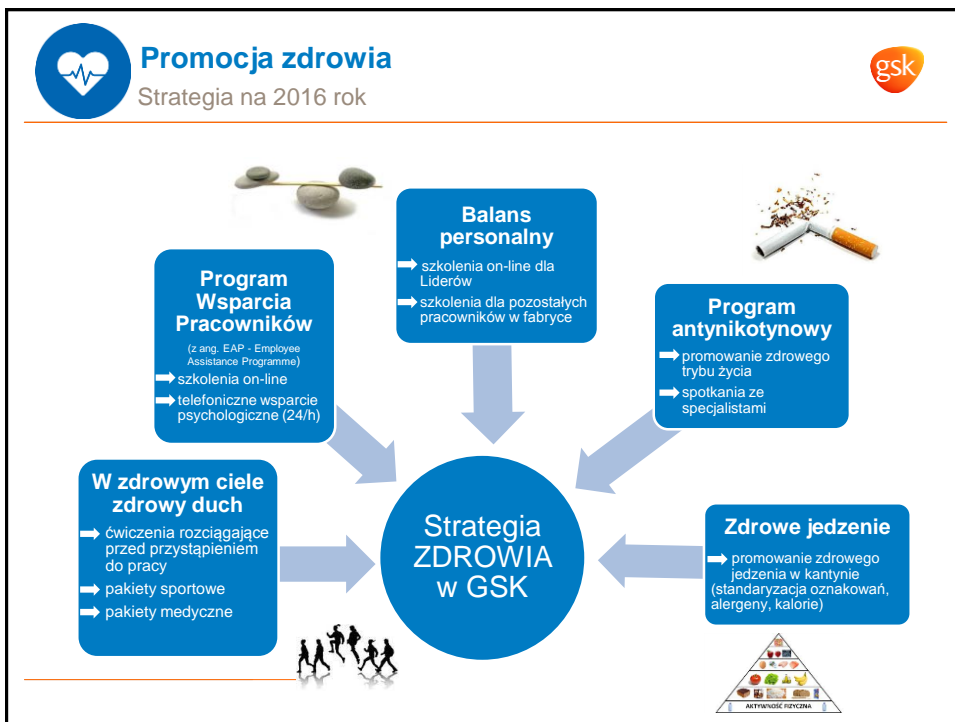 Promocja zdrowia
Strategia na 2016 rok
gsk
Balans
personalny
szkolenia on-line dla
Liderów
szkolenia dla pozostałych
pracowników w fabryce
Program
Wsparcia
Pracowników
(z ang. EAP - Employee
Assistance Programme)
szkolenia on-line
telefoniczne wsparcie
psychologiczne (24/h)
Program
antynikotynowy
promowanie zdrowego
trybu życia
spotkania ze
specjalistami
W zdrowym ciele
zdrowy duch
ćwiczenia rozciągające
przed przystąpieniem
do pracy
pakiety sportowe
pakiety medyczne
Strategia
ZDROWIA
w GSK
Zdrowe jedzenie
promowanie zdrowego
jedzenia w kantynie
(standaryzacja oznakowań,
alergeny, kalorie)
AKTYWNOŚĆ FIZYCZNA